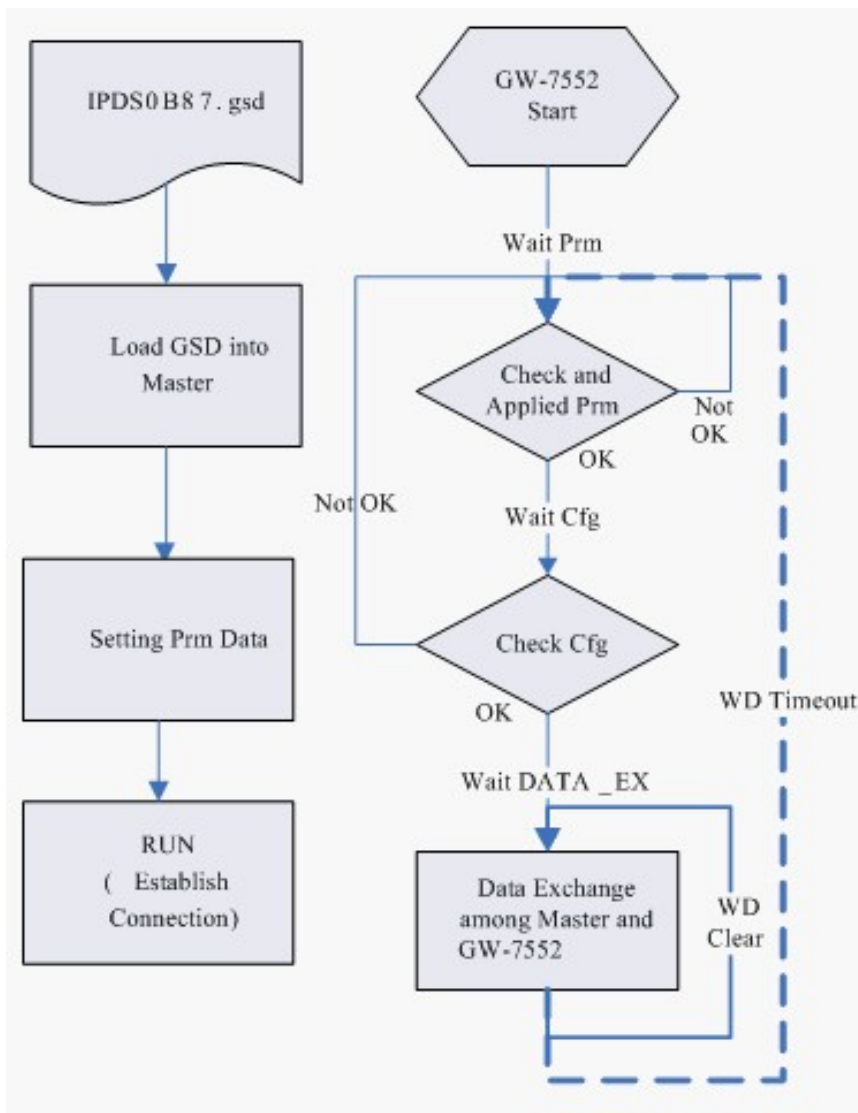 IPDS0B87.gsd
Load GSD into
Master
Setting Prm Data
RUN
( Establish
Connection)
GW-7552
Start
Wait Prm
Check and
Applied Prm
Not
OK
OK
Not OK
Wait Cfg
Check Cfg
OK
WD Timeout
Wait DATA _EX
Data Exchange
among Master and
GW-7552
WD
Clear